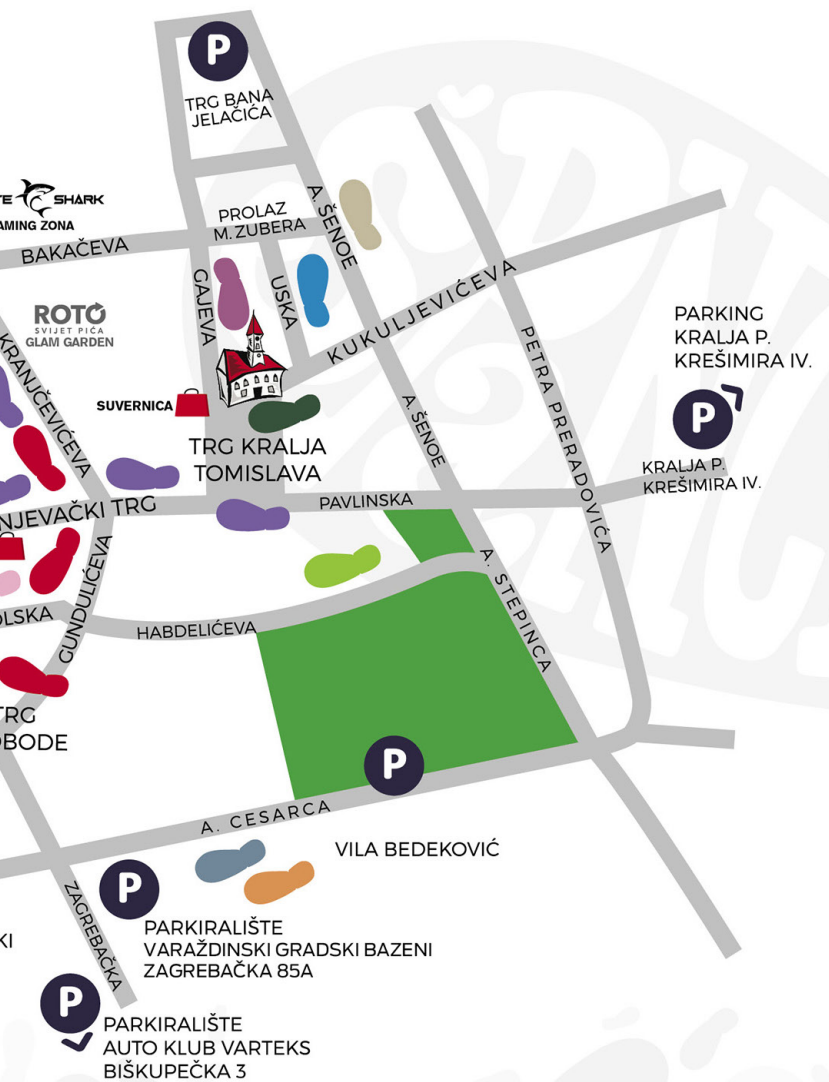 P
TRG BANA
JELAČIĆA
SHARK
PROLAZ
M. ZUBERA
A. ŠENOE
BAKAČEVA
GAJEVA
USKA
ROTO
SVIJET PIĆA
GLAM GARDEN
KUKULJEVIĆEVA
PARKING
KRALJA P.
KREŠIMIRA IV.
P
KRANJČEVIĆEVA
PETRA PRERADOVIĆA
SUVERNICA
A. ŠENOE
TRG KRALJA
TOMISLAVA
KRALJA P.
KREŠIMIRA IV.
PAVLINSKA
NJEVAČKI TRG
GUNDULIĆEVA
A. STEPINCA
OLSKA
HABDELIĆEVA
TRG
OBODE
P
A. CESARCA
VILA BEDEKOVIĆ
P
ZAGREBAČKA
PARKIRALIŠTE
VARAŽDINSKI GRADSKI BAZENI
ZAGREBAČKA 85A
KI
P
PARKIRALIŠTE
AUTO KLUB VARTEKS
BIŠKUPEČKA 3
TE
AMING ZONA